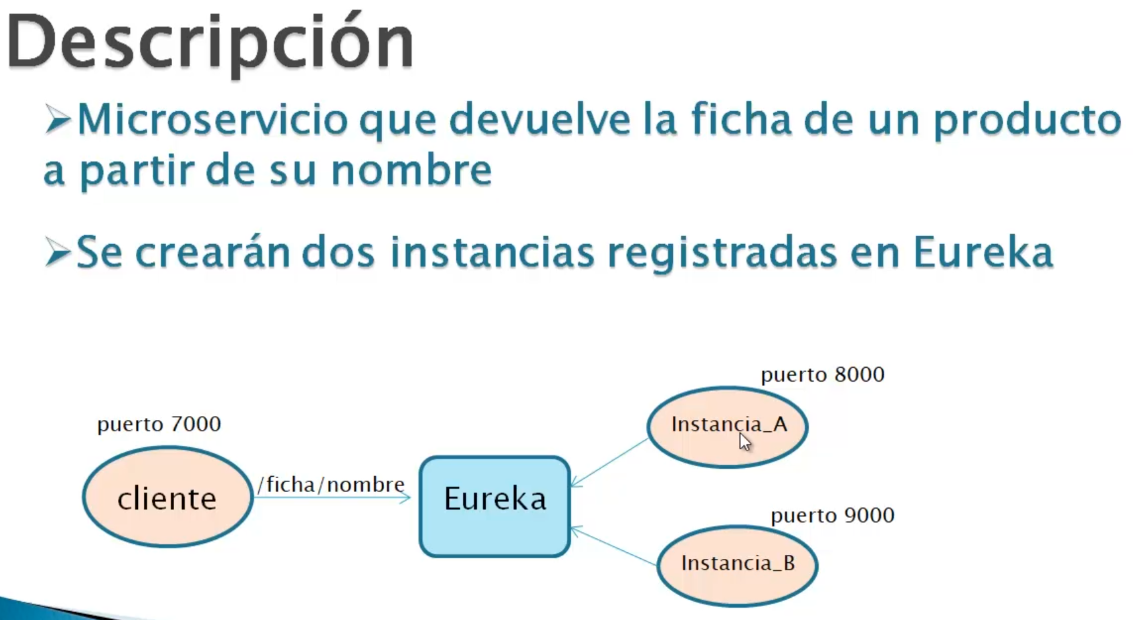 Descripción
➢Microservicio que devuelve la ficha de un producto
a partir de su nombre
➢Se crearán dos instancias registradas en Eureka
puerto 8000
Instancia_A
puerto 7000
cliente
/ficha/nombre
Eureka
puerto 9000
Instancia_B